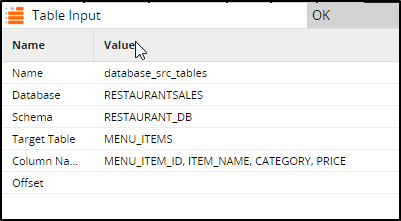 Table Input OK
Name Value
Name database_src_tables
Database RESTAURANTSALES
Schema RESTAURANT_DB
Target Table MENU_ITEMS
Column Na... MENU_ITEM_ID, ITEM_NAME, CATEGORY, PRICE
Offset